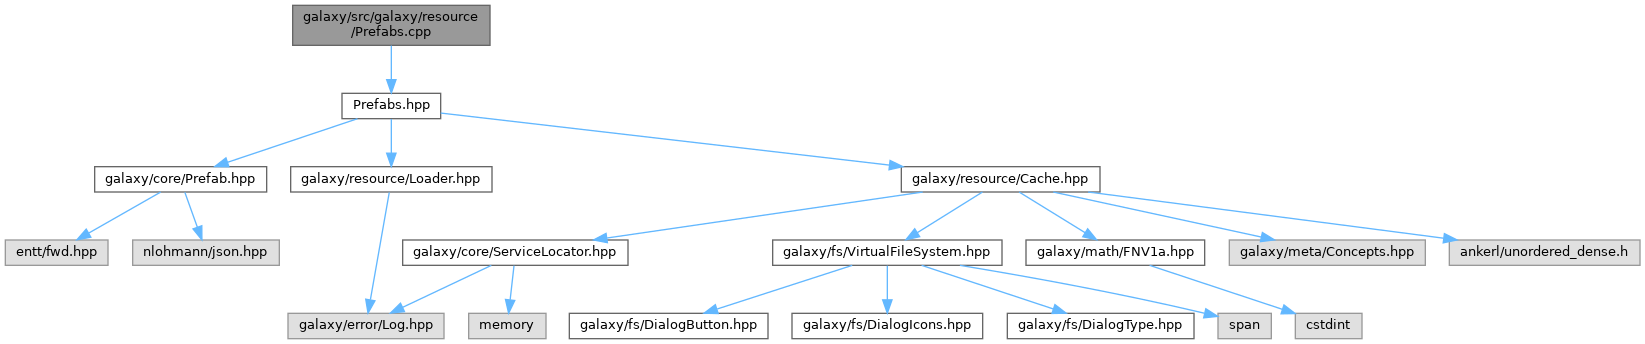 galaxy/src/galaxy/resource
/Prefabs.cpp
Prefabs.hpp
galaxy/core/Prefab.hpp
galaxy/resource/Loader.hpp
galaxy/resource/Cache.hpp
entt/fwd.hpp
nlohmann/json.hpp
galaxy/core/ServiceLocator.hpp
galaxy/fs/VirtualFileSystem.hpp
galaxy/math/FNV1a.hpp
galaxy/meta/Concepts.hpp
ankerl/unordered_dense.h
galaxy/error/Log.hpp
memory
galaxy/fs/DialogButton.hpp
galaxy/fs/DialogIcons.hpp
galaxy/fs/DialogType.hpp
span
cstdint